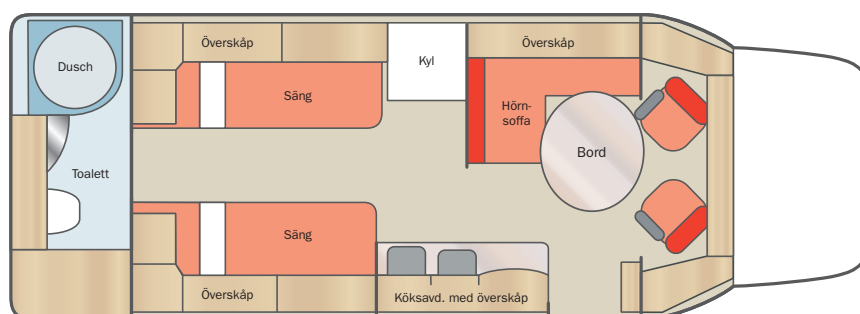 Överskåp
Överskåp
Dusch
Kyl
Säng
Hörn-
soffa
Bord
Toalett
Säng
Överskåp
Köksavd. med överskåp